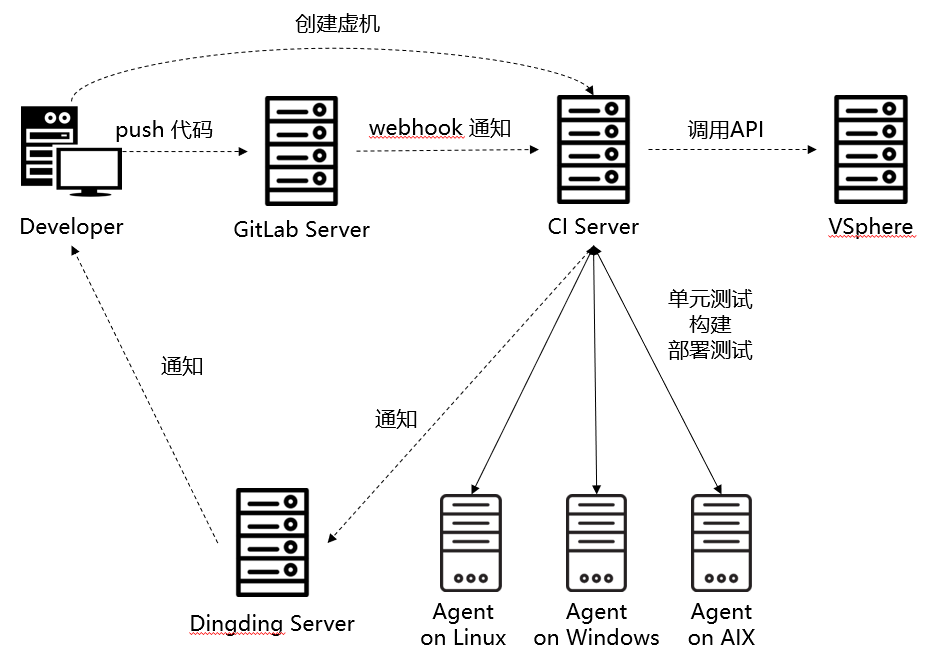 创建虚机
push 代码
webhook 通知
调用API
Developer
GitLab Server
CI Server
VSphere
单元测试
构建
部署测试
通知
通知
Dingding Server
Agent
on Linux
Agent
on Windows
Agent
on AIX